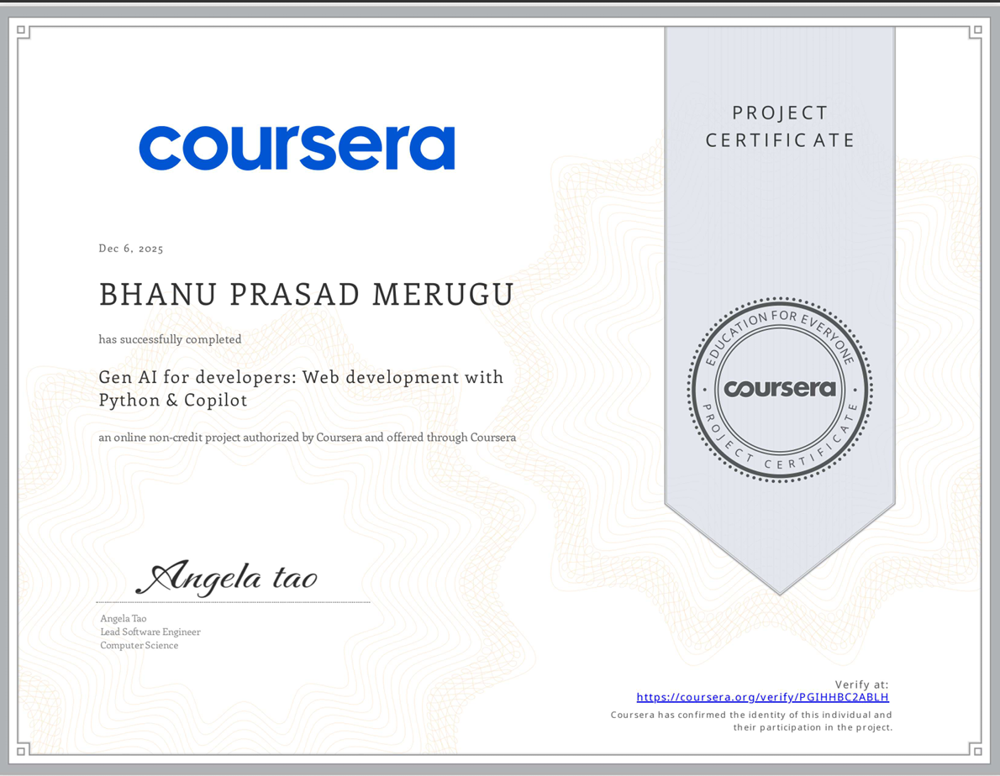 coursera
PROJECT
CERTIFICATE
Dec 6, 2025
BHANU PRASAD MERUGU
has successfully completed
Gen AI for developers: Web development with
Python & Copilot
an online non-credit project authorized by Coursera and offered through Coursera
EDUCATION FOR EVERYONE
coursera
PROJECT CERTIFICATE
Angela tao
Angela Tao
Lead Software Engineer
Computer Science
Verify at:
https://coursera.org/verify/PGIHHBC2ABLH
Coursera has confirmed the identity of this individual and
their participation in the project.